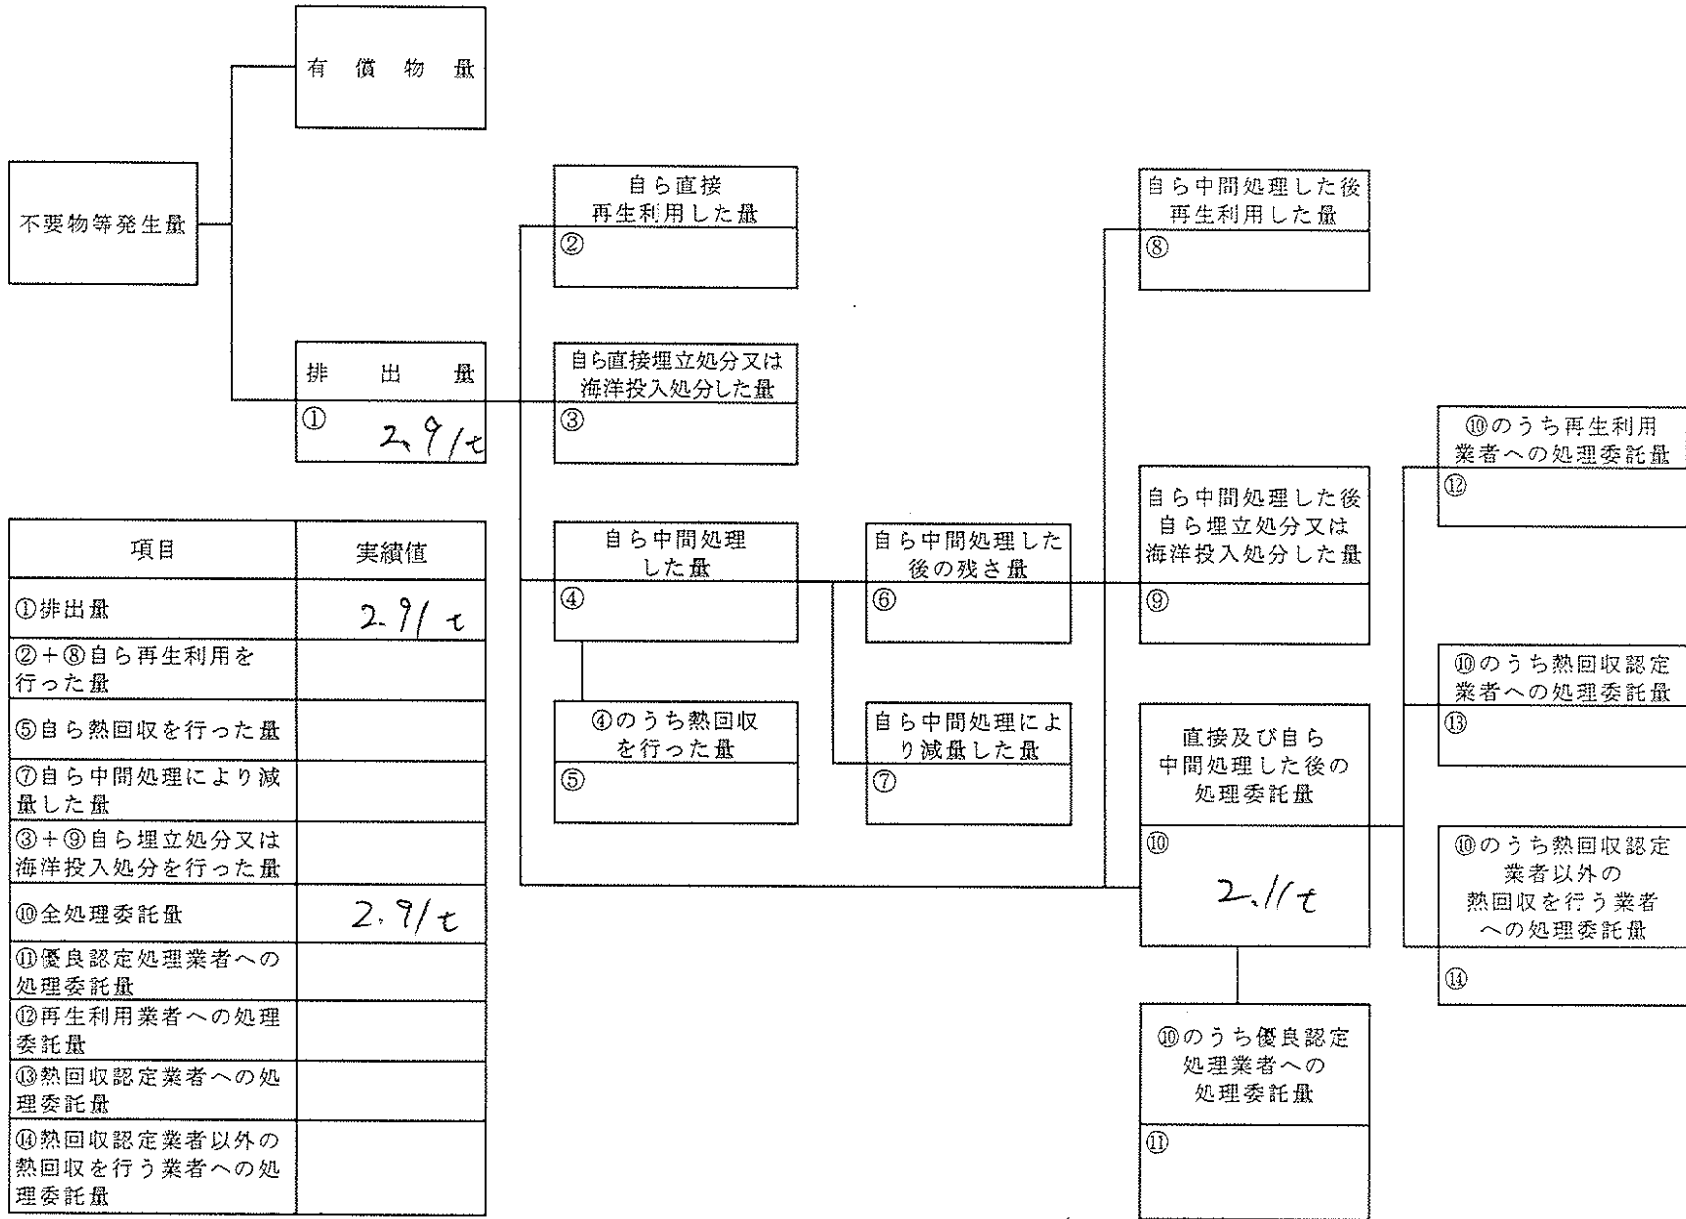 有償物量
不要物等発生量
排出量
①
2.91t
自ら直接
再生利用した量
②
自ら直接埋立処分又は
海洋投入処分した量
③
自ら中間処理
した量
④
④のうち熱回収
を行った量
⑤
自ら中間処理した
後の残さ量
⑥
自ら中間処理によ
り減量した量
⑦
自ら中間処理した後
再生利用した量
⑧
自ら中間処理した後
自ら埋立処分又は
海洋投入処分した量
⑨
直接及び自ら
中間処理した後の
処理委託量
⑩
2.11t
⑩のうち優良認定
処理業者への
処理委託量
⑪
⑩のうち再生利用
業者への処理委託量
⑫
⑩のうち熱回収認定
業者への処理委託量
⑬
⑩のうち熱回収認定
業者以外の
熱回収を行う業者
への処理委託量
⑭
項目 実績値
①排出量 2.91t
②+⑧自ら再生利用を
行った量
⑤自ら熱回収を行った量
⑦自ら中間処理により減
量した量
③+⑨自ら埋立処分又は
海洋投入処分を行った量
⑩全処理委託量 2.91t
⑪優良認定処理業者への
処理委託量
⑫再生利用業者への処理
委託量
⑬熱回収認定業者への処
理委託量
⑭熱回収認定業者以外の
熱回収を行う業者への処
理委託量